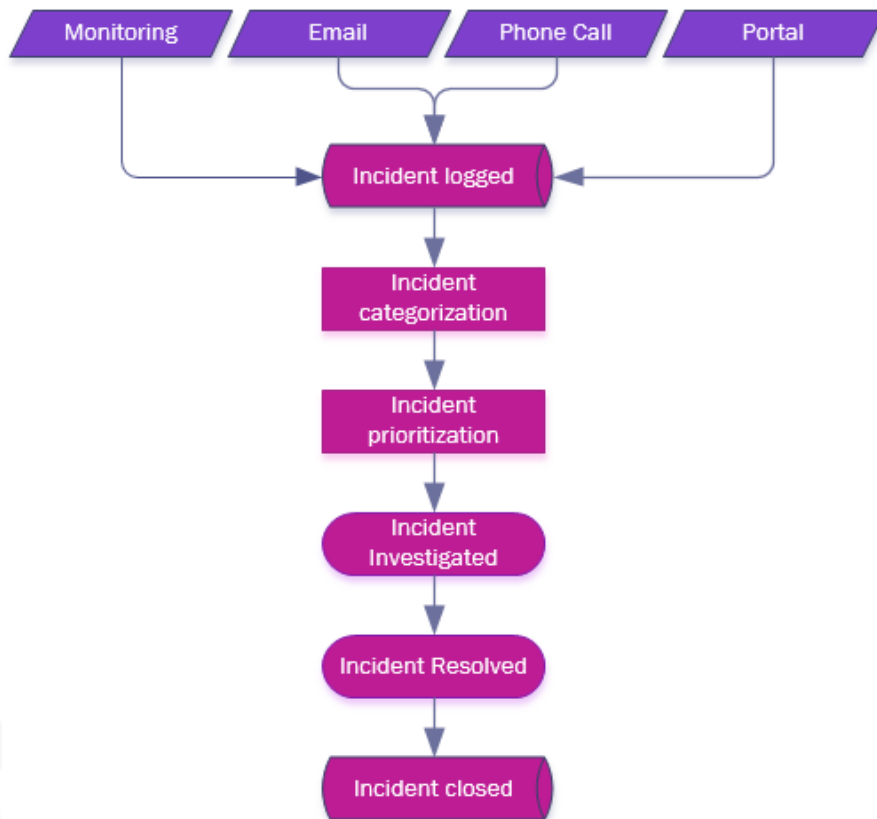 Monitoring
Email
Phone Call
Portal
Incident logged
Incident
categorization
Incident
prioritization
Incident
Investigated
Incident Resolved
Incident closed